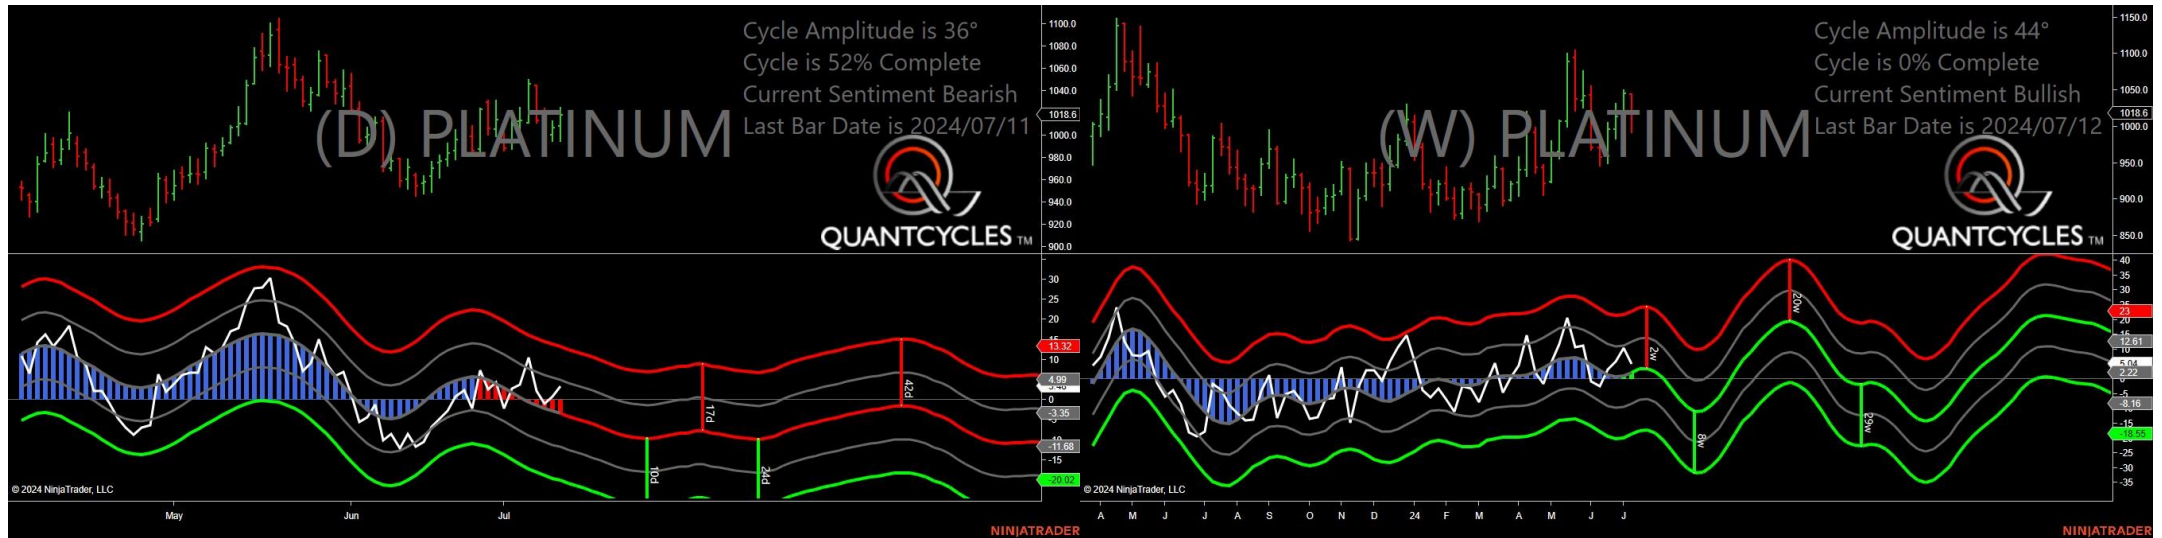 Cycle Amplitude is 36°
Cycle is 52% Complete
Current Sentiment Bearish
Last Bar Date is 2024/07/11
(D) PLATINUM
QUANTCYCLES TM
1100.0
1080.0
1060.0
1040.0
1018.6
1000.0
980.0
960.0
940.0
920.0
900.0
30
25
20
13.32
10
4.99
0
-3.35
-11.68
-15
-20.02
10d
17d
24d
42d
© 2024 NinjaTrader, LLC
May
Jun
Jul
NINJATRADER
Cycle Amplitude is 44°
Cycle is 0% Complete
Current Sentiment Bullish
Last Bar Date is 2024/07/12
(W) PLATINUM
QUANTCYCLES TM
1150.0
1100.0
1050.0
1018.6
1000.0
950.0
900.0
850.0
40
35
30
23
20
12.61
5.04
2.22
-8.16
-15
-18.55
-25
-30
-35
2w
8w
20w
29w
© 2024 NinjaTrader, LLC
A M J J A S O N D 24 F M A M J J
NINJATRADER